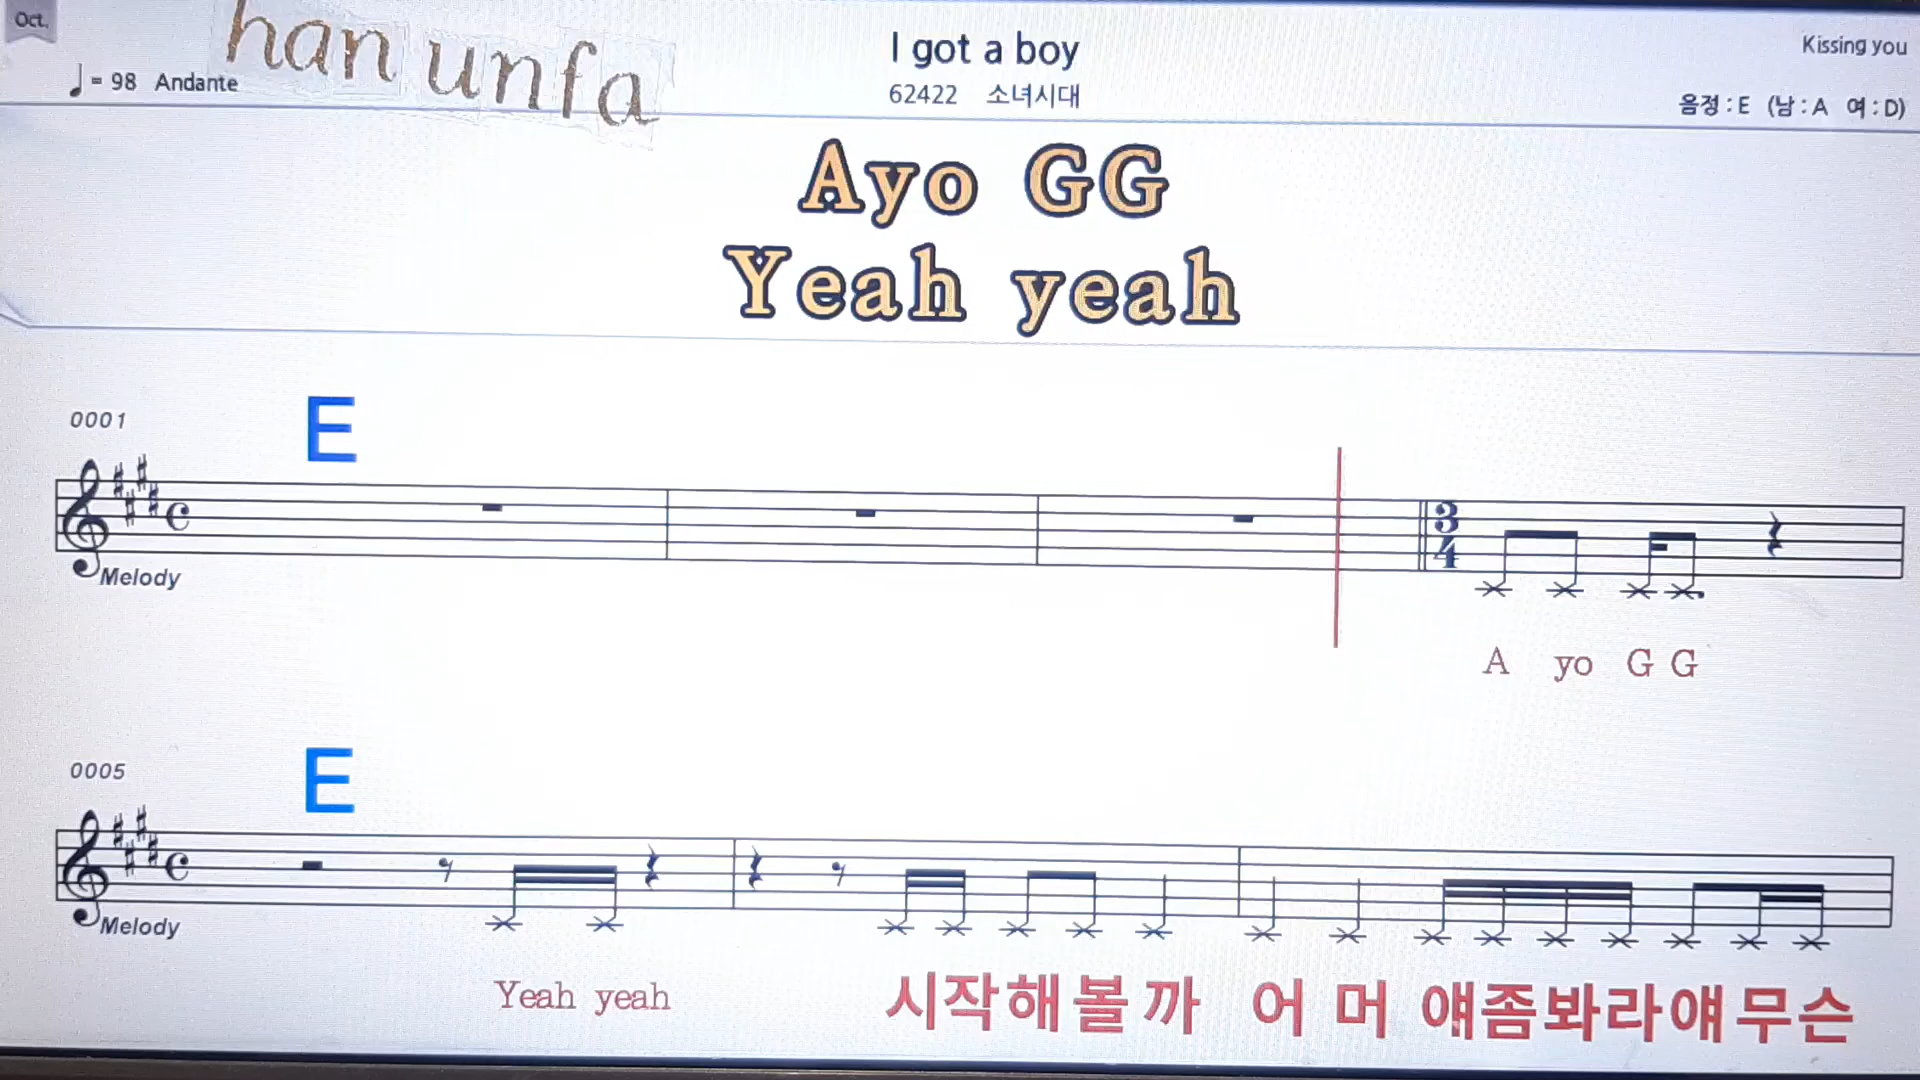 Oct.
han unfa
♩= 98 Andante
I got a boy
62422 소녀시대
Kissing you
음정 : E (남 : A 여 : D)
Ayo GG
Yeah yeah
0001
E
3
4
Melody
A yo G G
0005
E
Melody
Yeah yeah 시작해볼까 어머 얘좀봐라얘무슨